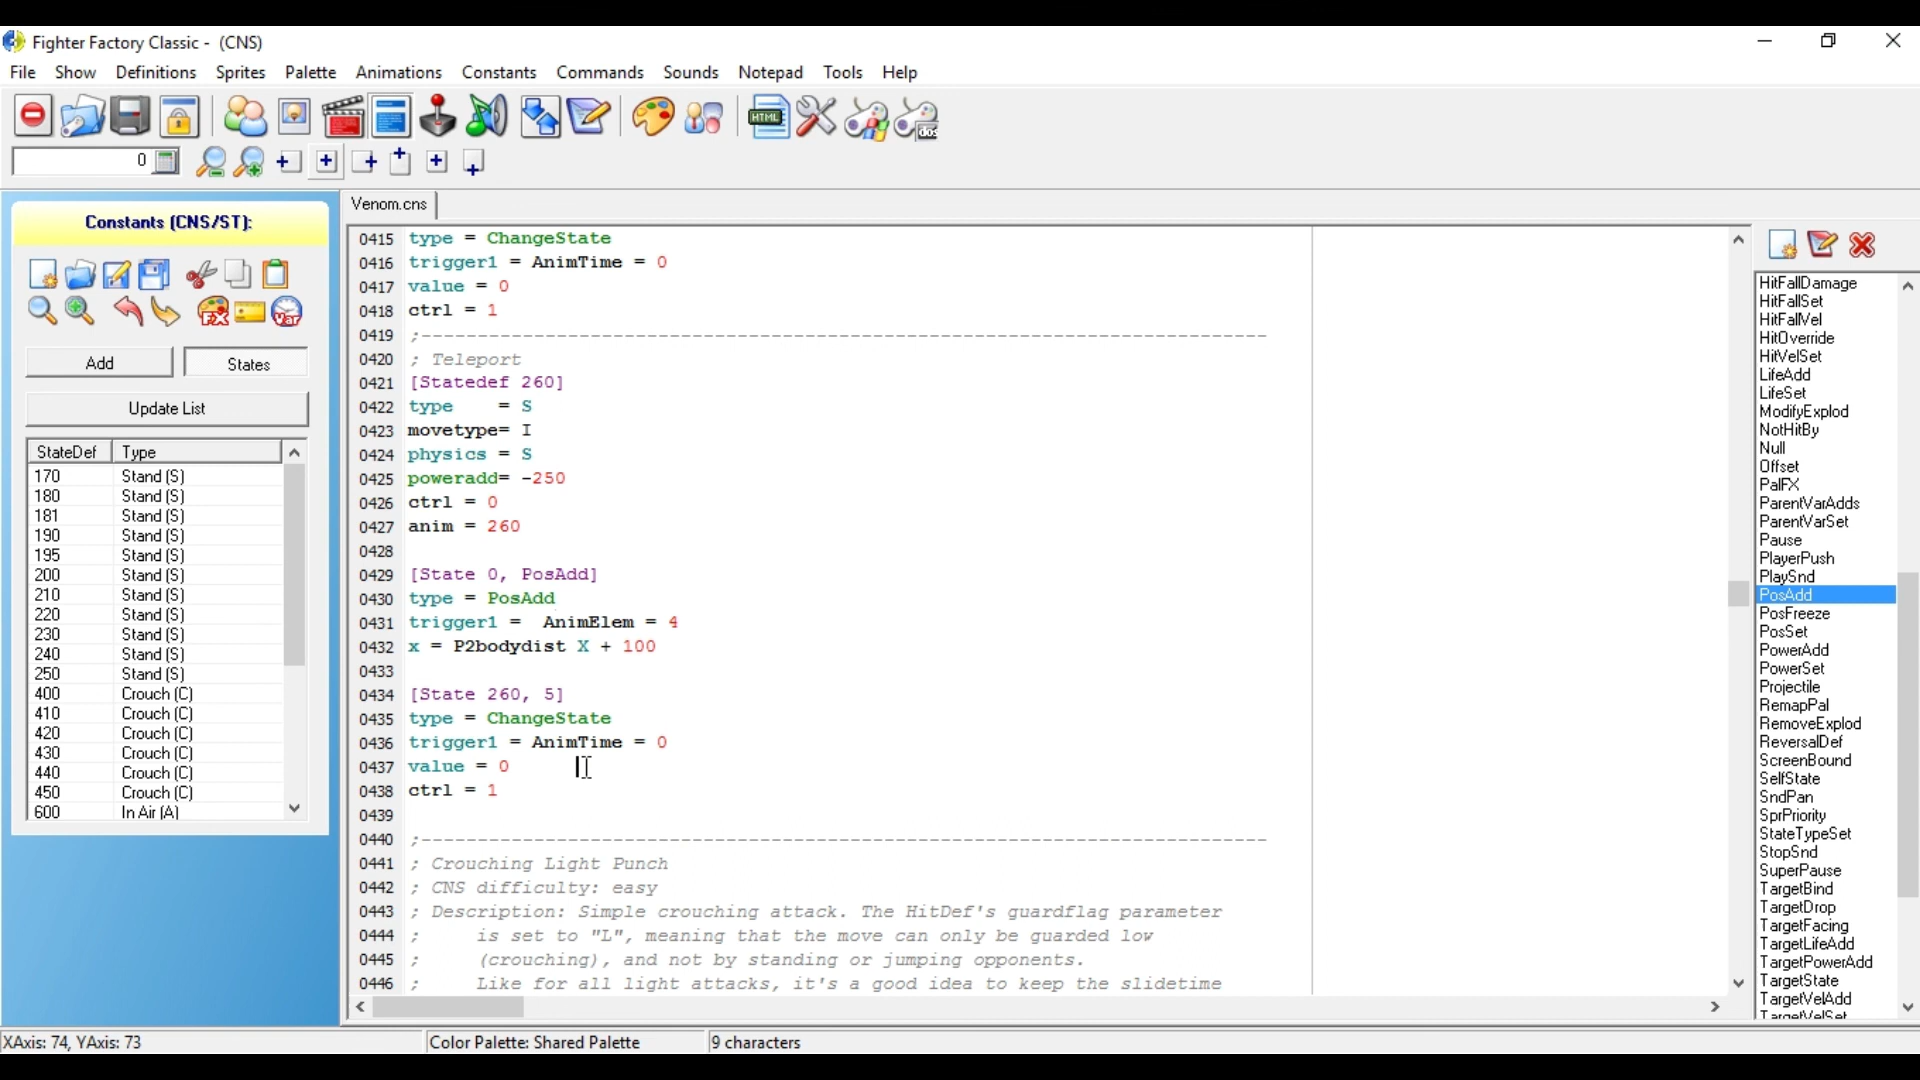 Fighter Factory Classic - (CNS)
File Show Definitions Sprites Palette Animations Constants Commands Sounds Notepad Tools Help
HTML
dos
0
Constants (CNS/ST):
FX
Var
Add States
Update List
StateDef Type
170 Stand (S)
180 Stand (S)
181 Stand (S)
190 Stand (S)
195 Stand (S)
200 Stand (S)
210 Stand (S)
220 Stand (S)
230 Stand (S)
240 Stand (S)
250 Stand (S)
400 Crouch (C)
410 Crouch (C)
420 Crouch (C)
430 Crouch (C)
440 Crouch (C)
450 Crouch (C)
600 In Air (A)
Venom.cns
0415 type = ChangeState
0416 trigger1 = AnimTime = 0
0417 value = 0
0418 ctrl = 1
0419 ;---------------------------------------------------------------------------
0420 ; Teleport
0421 [Statedef 260]
0422 type    = S
0423 movetype= I
0424 physics = S
0425 poweradd= -250
0426 ctrl = 0
0427 anim = 260
0428
0429 [State 0, PosAdd]
0430 type = PosAdd
0431 trigger1 =  AnimElem = 4
0432 x = P2bodydist X + 100
0433
0434 [State 260, 5]
0435 type = ChangeState
0436 trigger1 = AnimTime = 0
0437 value = 0
0438 ctrl = 1
0439
0440 ;---------------------------------------------------------------------------
0441 ; Crouching Light Punch
0442 ; CNS difficulty: easy
0443 ; Description: Simple crouching attack. The HitDef's guardflag parameter
0444 ;     is set to "L", meaning that the move can only be guarded low
0445 ;     (crouching), and not by standing or jumping opponents.
0446 ;     Like for all light attacks, it's a good idea to keep the slidetime
HitFallDamage
HitFallSet
HitFallVel
HitOverride
HitVelSet
LifeAdd
LifeSet
ModifyExplod
NotHitBy
Null
Offset
PalFX
ParentVarAdds
ParentVarSet
Pause
PlayerPush
PlaySnd
PosAdd
PosFreeze
PosSet
PowerAdd
PowerSet
Projectile
RemapPal
RemoveExplod
ReversalDef
ScreenBound
SelfState
SndPan
SprPriority
StateTypeSet
StopSnd
SuperPause
TargetBind
TargetDrop
TargetFacing
TargetLifeAdd
TargetPowerAdd
TargetState
TargetVelAdd
TargetVelSet
XAxis: 74, YAxis: 73
Color Palette: Shared Palette
9 characters